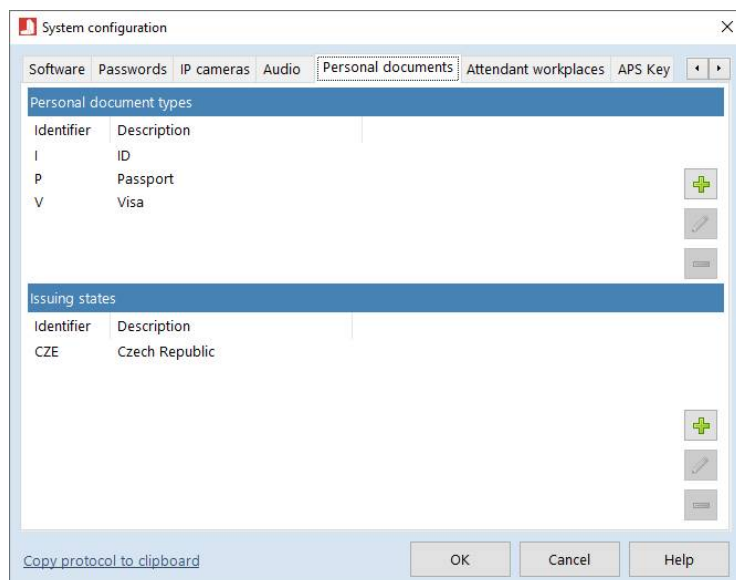 System configuration
Software Passwords IP cameras Audio Personal documents Attendant workplaces APS Key
Personal document types
Identifier Description
I ID
P Passport
V Visa
Issuing states
Identifier Description
CZE Czech Republic
Copy protocol to clipboard OK Cancel Help